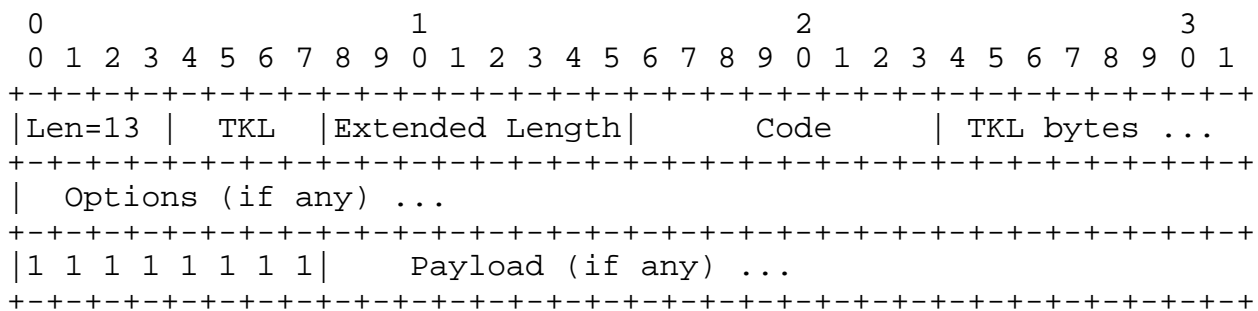 0                   1                   2                   3
 0 1 2 3 4 5 6 7 8 9 0 1 2 3 4 5 6 7 8 9 0 1 2 3 4 5 6 7 8 9 0 1
+-+-+-+-+-+-+-+-+-+-+-+-+-+-+-+-+-+-+-+-+-+-+-+-+-+-+-+-+-+-+-+-+
|Len=13 |  TKL  |Extended Length|      Code     | TKL bytes ...
+-+-+-+-+-+-+-+-+-+-+-+-+-+-+-+-+-+-+-+-+-+-+-+-+-+-+-+-+-+-+-+-+
|  Options (if any) ...
+-+-+-+-+-+-+-+-+-+-+-+-+-+-+-+-+-+-+-+-+-+-+-+-+-+-+-+-+-+-+-+-+
|1 1 1 1 1 1 1 1|    Payload (if any) ...
+-+-+-+-+-+-+-+-+-+-+-+-+-+-+-+-+-+-+-+-+-+-+-+-+-+-+-+-+-+-+-+-+